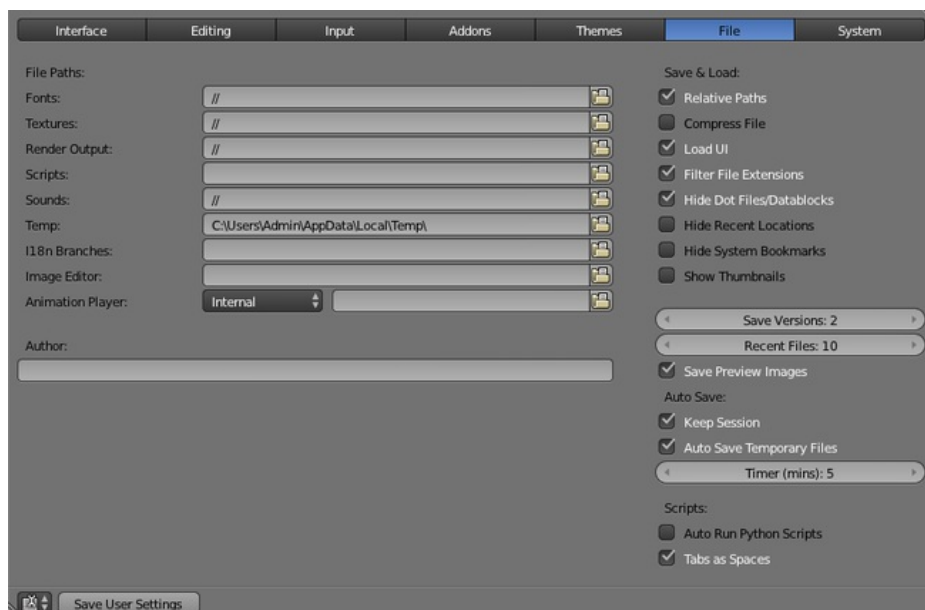 Interface Editing Input Addons Themes File System
File Paths:
Fonts: //
Textures: //
Render Output: //
Scripts:
Sounds: //
Temp: C:\Users\Admin\AppData\Local\Temp\
I18n Branches:
Image Editor:
Animation Player: Internal
Author:
Save & Load:
Relative Paths
Compress File
Load UI
Filter File Extensions
Hide Dot Files/Datablocks
Hide Recent Locations
Hide System Bookmarks
Show Thumbnails
Save Versions: 2
Recent Files: 10
Save Preview Images
Auto Save:
Keep Session
Auto Save Temporary Files
Timer (mins): 5
Scripts:
Auto Run Python Scripts
Tabs as Spaces
Save User Settings